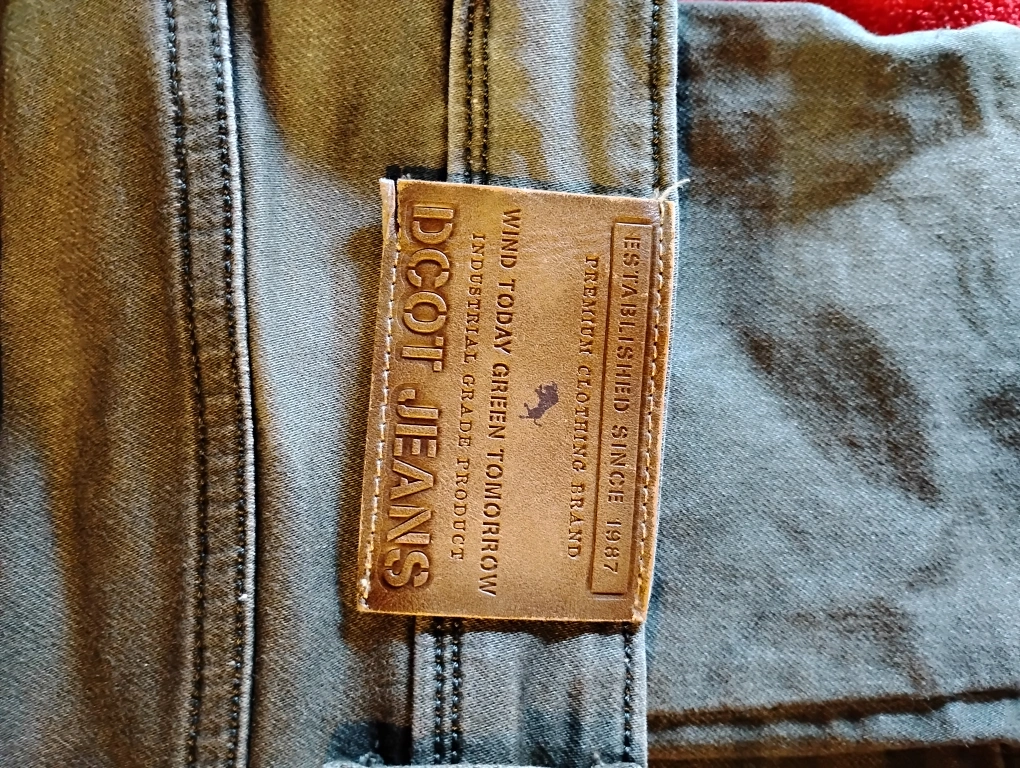 ESTABLISHED SINCE 1987
PREMIUM CLOTHING BRAND
WIND TODAY GREEN TOMORROW
INDUSTRIAL GRADE PRODUCT
DCOT JEANS